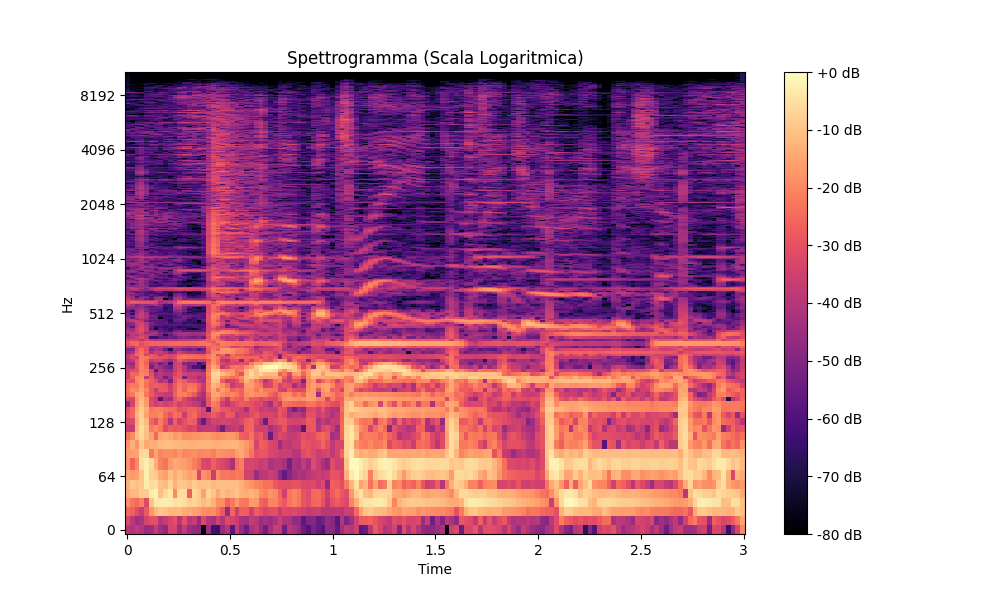 Spettrogramma (Scala Logaritmica)
Hz
8192
4096
2048
1024
512
256
128
64
0
0
0.5
1
1.5
2
2.5
3
Time
+0 dB
-10 dB
-20 dB
-30 dB
-40 dB
-50 dB
-60 dB
-70 dB
-80 dB